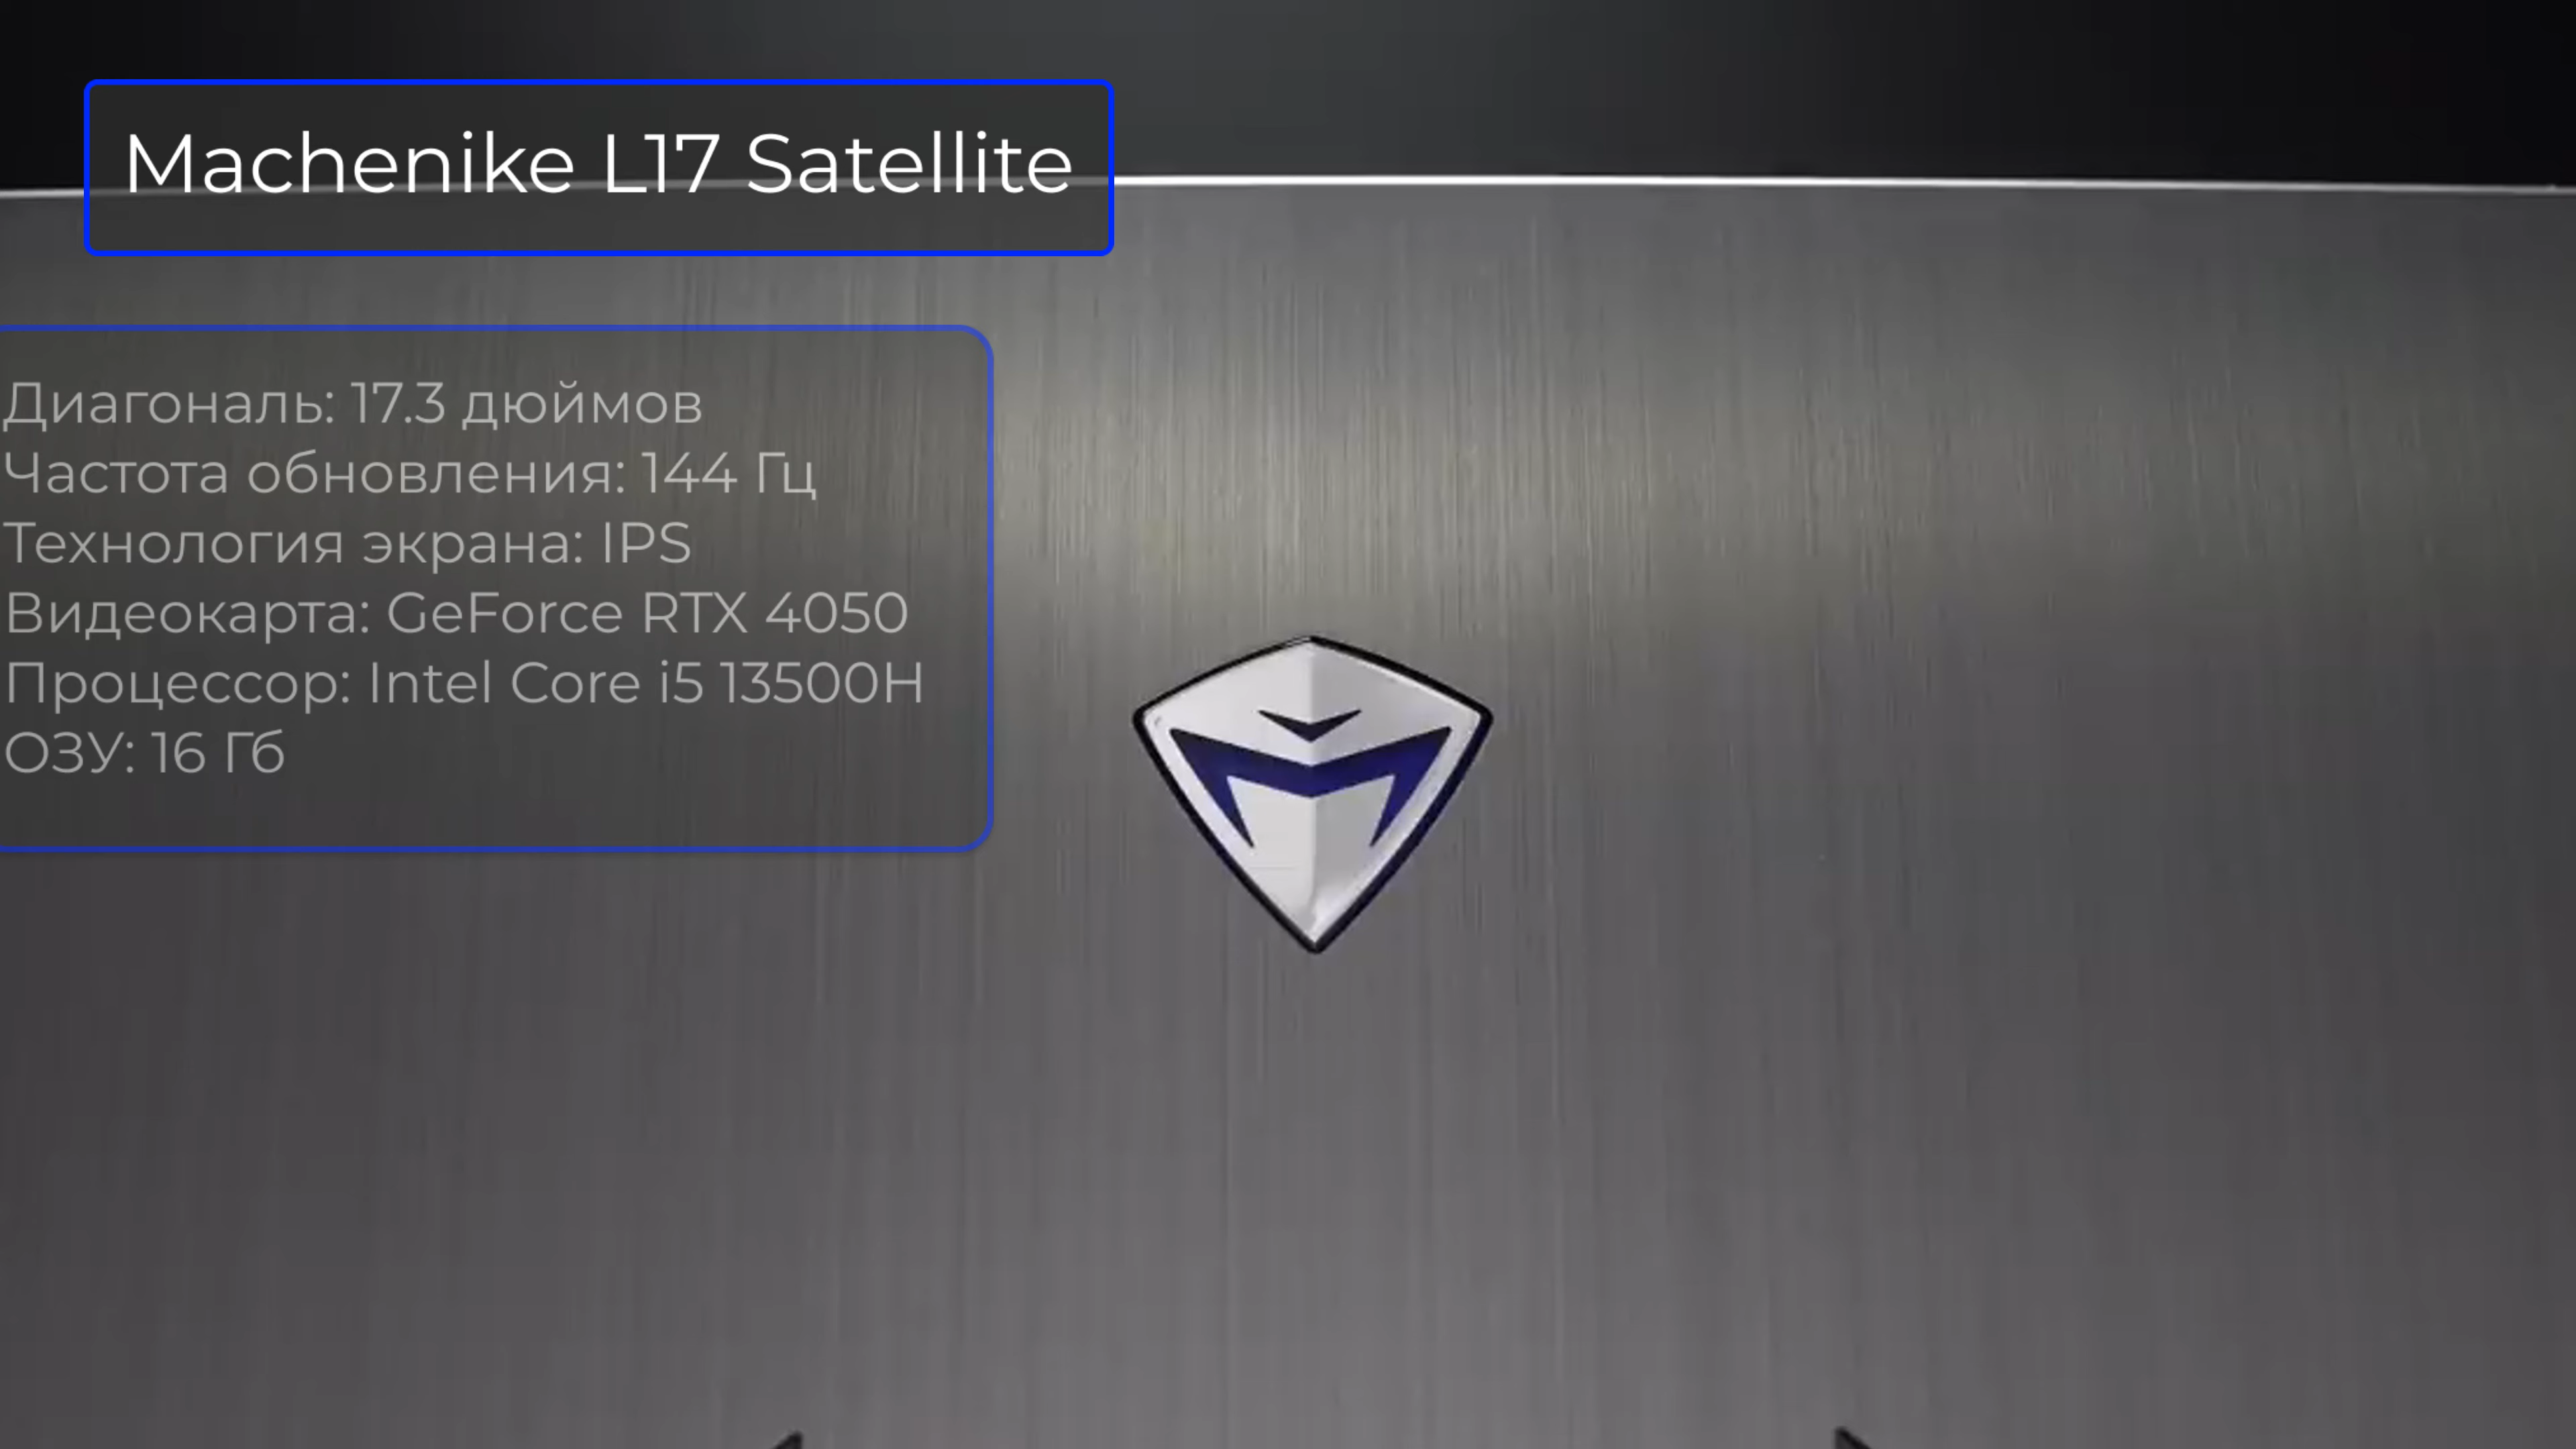 Machenike L17 Satellite
Диагональ: 17.3 дюймов
Частота обновления: 144 Гц
Технология экрана: IPS
Видеокарта: GeForce RTX 4050
Процессор: Intel Core i5 13500H
ОЗУ: 16 Гб